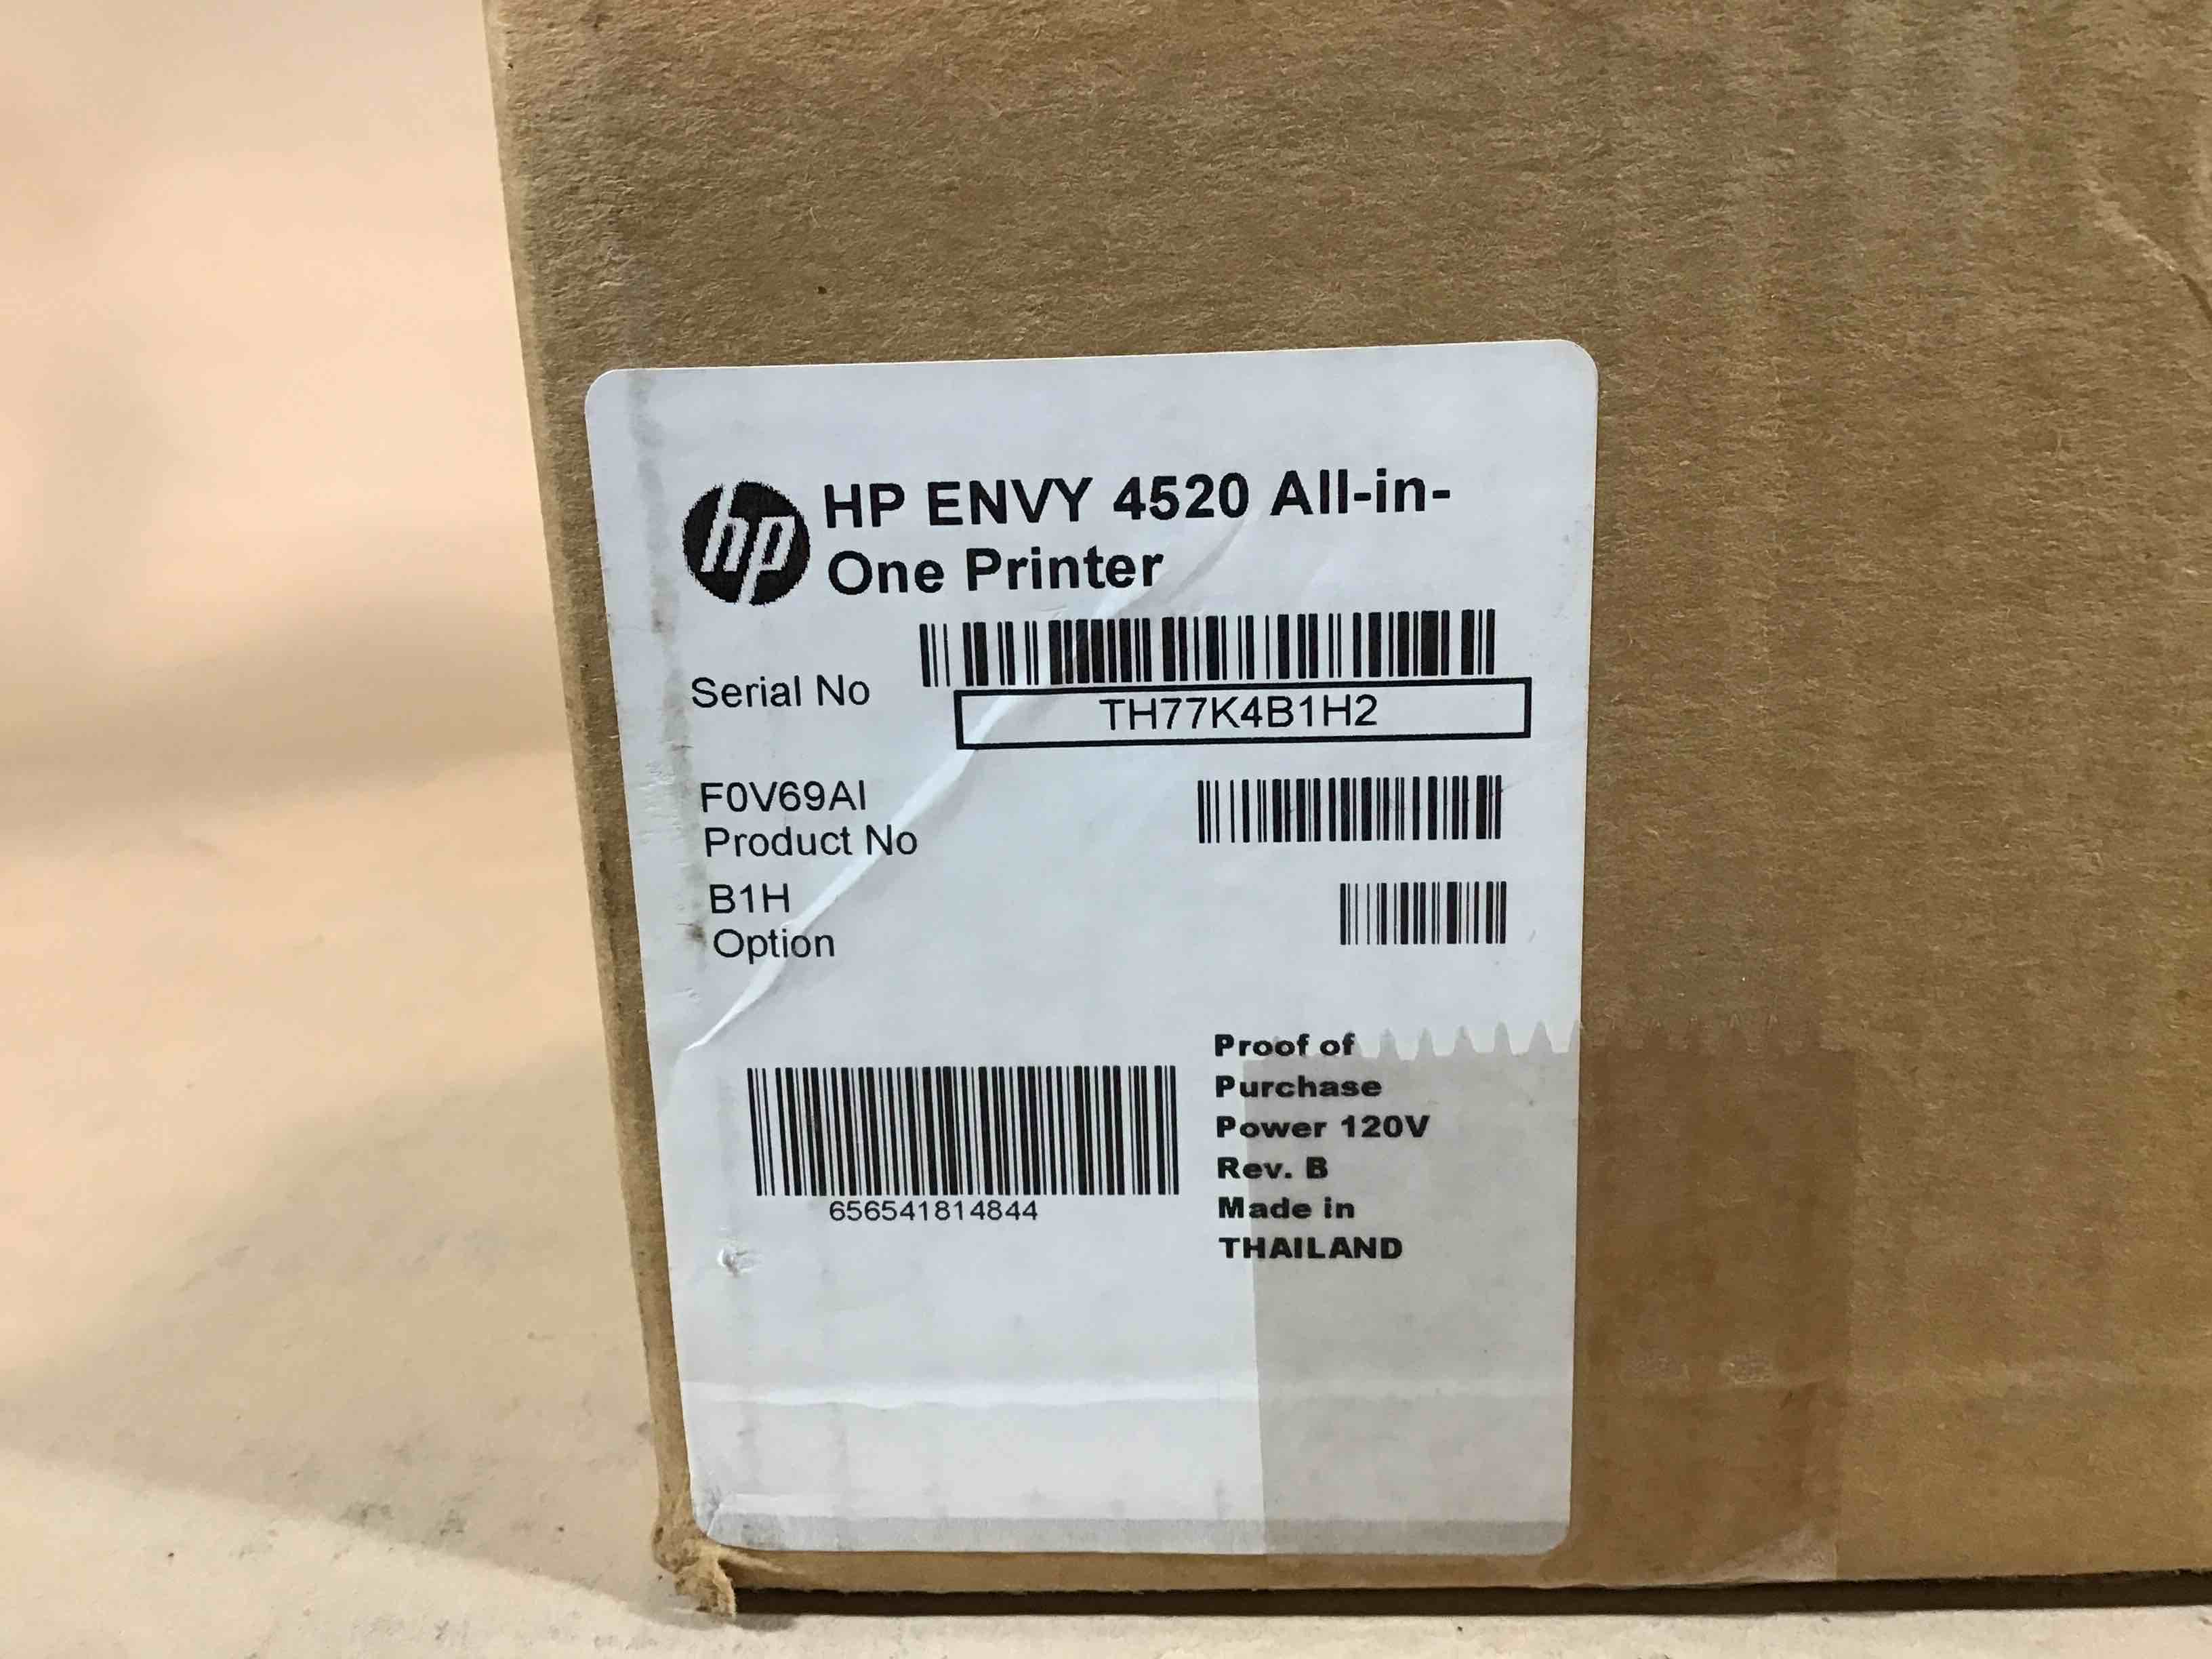 hp
HP ENVY 4520 All-in-
One Printer
Serial No
TH77K4B1H2
F0V69AI
Product No
B1H
Option
656541814844
Proof of
Purchase
Power 120V
Rev. B
Made in
THAILAND